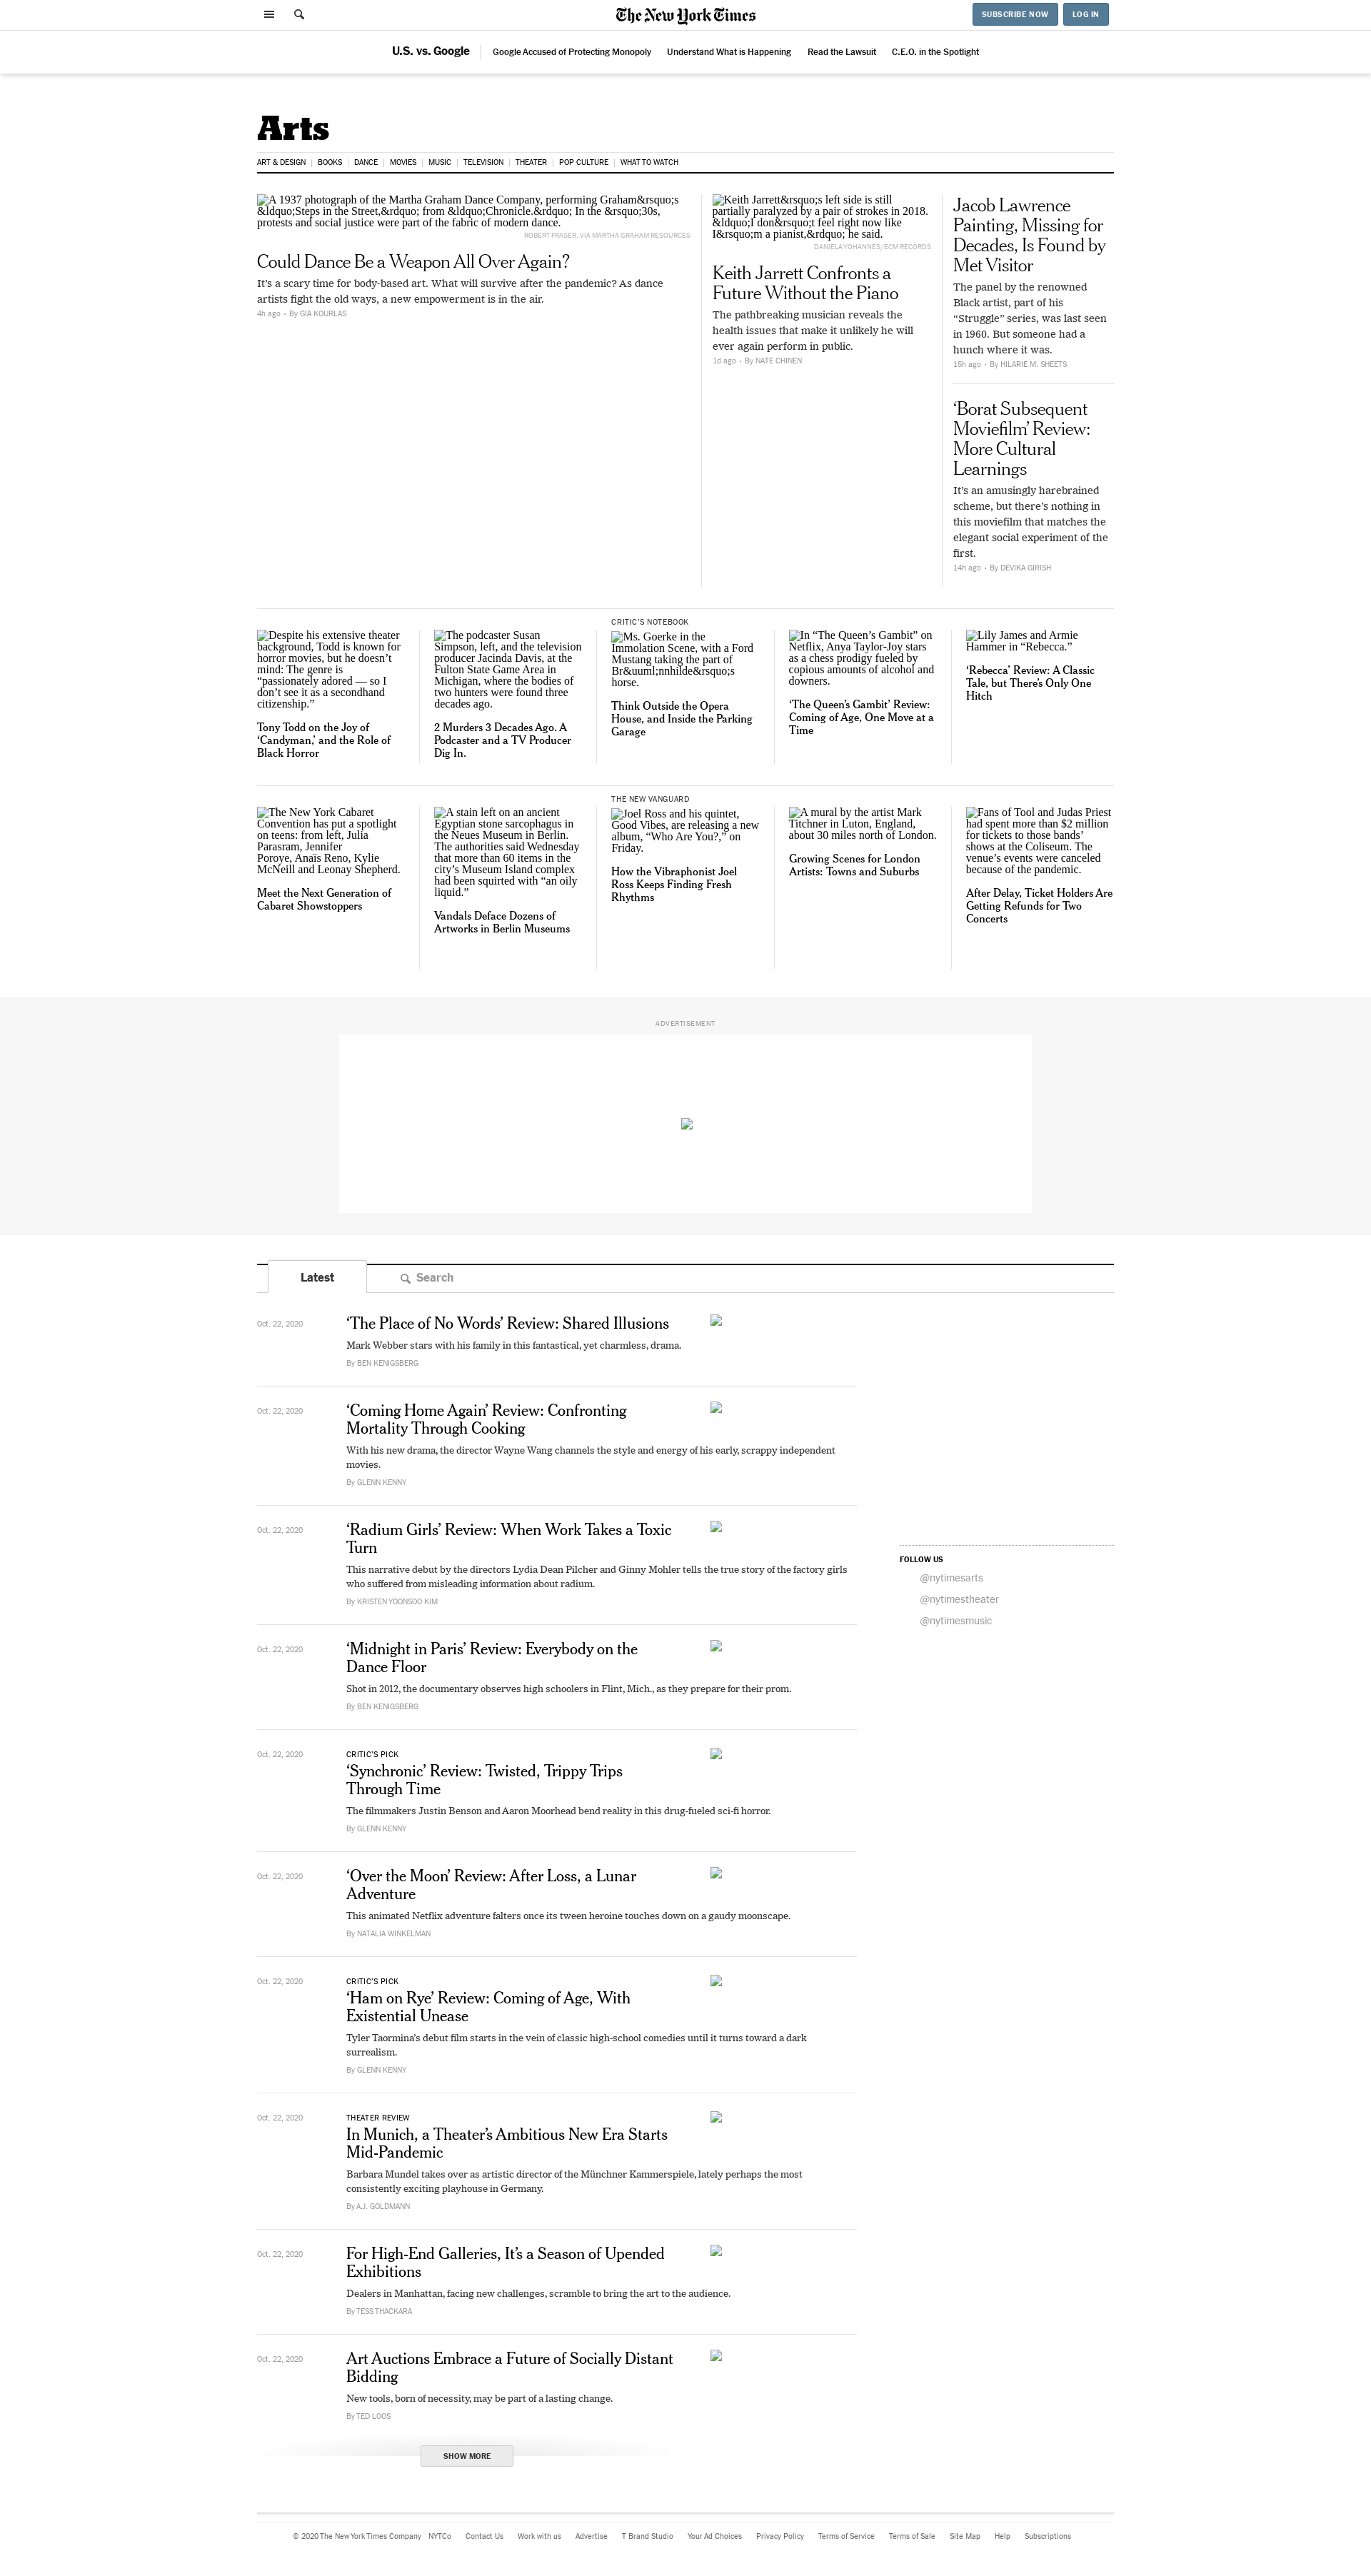 The New York Times
SUBSCRIBE NOW
LOG IN
U.S. vs. Google
Google Accused of Protecting Monopoly
Understand What is Happening
Read the Lawsuit
C.E.O. in the Spotlight
Arts
ART & DESIGN
BOOKS
DANCE
MOVIES
MUSIC
TELEVISION
THEATER
POP CULTURE
WHAT TO WATCH
A 1937 photograph of the Martha Graham Dance Company, performing Graham&rsquo;s
&ldquo;Steps in the Street,&rdquo; from &ldquo;Chronicle.&rdquo; In the &rsquo;30s,
protests and social justice were part of the fabric of modern dance.
ROBERT FRASER, VIA MARTHA GRAHAM RESOURCES
Could Dance Be a Weapon All Over Again?
It’s a scary time for body-based art. What will survive after the pandemic? As dance
artists fight the old ways, a new empowerment is in the air.
4h ago • By GIA KOURLAS
Keith Jarrett&rsquo;s left side is still
partially paralyzed by a pair of strokes in 2018.
&ldquo;I don&rsquo;t feel right now like
I&rsquo;m a pianist,&rdquo; he said.
DANIELA YOHANNES/ECM RECORDS
Keith Jarrett Confronts a
Future Without the Piano
The pathbreaking musician reveals the
health issues that make it unlikely he will
ever again perform in public.
1d ago • By NATE CHINEN
Jacob Lawrence
Painting, Missing for
Decades, Is Found by
Met Visitor
The panel by the renowned
Black artist, part of his
“Struggle” series, was last seen
in 1960. But someone had a
hunch where it was.
15h ago • By HILARIE M. SHEETS
‘Borat Subsequent
Moviefilm’ Review:
More Cultural
Learnings
It’s an amusingly harebrained
scheme, but there’s nothing in
this moviefilm that matches the
elegant social experiment of the
first.
14h ago • By DEVIKA GIRISH
Despite his extensive theater
background, Todd is known for
horror movies, but he doesn’t
mind: The genre is
“passionately adored — so I
don’t see it as a secondhand
citizenship.”
Tony Todd on the Joy of
‘Candyman,’ and the Role of
Black Horror
The podcaster Susan
Simpson, left, and the television
producer Jacinda Davis, at the
Fulton State Game Area in
Michigan, where the bodies of
two hunters were found three
decades ago.
2 Murders 3 Decades Ago. A
Podcaster and a TV Producer
Dig In.
CRITIC’S NOTEBOOK
Ms. Goerke in the
Immolation Scene, with a Ford
Mustang taking the part of
Br&uuml;nnhilde&rsquo;s
horse.
Think Outside the Opera
House, and Inside the Parking
Garage
In “The Queen’s Gambit” on
Netflix, Anya Taylor-Joy stars
as a chess prodigy fueled by
copious amounts of alcohol and
downers.
‘The Queen’s Gambit’ Review:
Coming of Age, One Move at a
Time
Lily James and Armie
Hammer in “Rebecca.”
‘Rebecca’ Review: A Classic
Tale, but There’s Only One
Hitch
The New York Cabaret
Convention has put a spotlight
on teens: from left, Julia
Parasram, Jennifer
Poroye, Anaïs Reno, Kylie
McNeill and Leonay Shepherd.
Meet the Next Generation of
Cabaret Showstoppers
A stain left on an ancient
Egyptian stone sarcophagus in
the Neues Museum in Berlin.
The authorities said Wednesday
that more than 60 items in the
city’s Museum Island complex
had been squirted with “an oily
liquid.”
Vandals Deface Dozens of
Artworks in Berlin Museums
THE NEW VANGUARD
Joel Ross and his quintet,
Good Vibes, are releasing a new
album, “Who Are You?,” on
Friday.
How the Vibraphonist Joel
Ross Keeps Finding Fresh
Rhythms
A mural by the artist Mark
Titchner in Luton, England,
about 30 miles north of London.
Growing Scenes for London
Artists: Towns and Suburbs
Fans of Tool and Judas Priest
had spent more than $2 million
for tickets to those bands’
shows at the Coliseum. The
venue’s events were canceled
because of the pandemic.
After Delay, Ticket Holders Are
Getting Refunds for Two
Concerts
ADVERTISEMENT
Latest
Search
Oct. 22, 2020
‘The Place of No Words’ Review: Shared Illusions
Mark Webber stars with his family in this fantastical, yet charmless, drama.
By BEN KENIGSBERG
Oct. 22, 2020
‘Coming Home Again’ Review: Confronting
Mortality Through Cooking
With his new drama, the director Wayne Wang channels the style and energy of his early, scrappy independent
movies.
By GLENN KENNY
Oct. 22, 2020
‘Radium Girls’ Review: When Work Takes a Toxic
Turn
This narrative debut by the directors Lydia Dean Pilcher and Ginny Mohler tells the true story of the factory girls
who suffered from misleading information about radium.
By KRISTEN YOONSOO KIM
FOLLOW US
@nytimesarts
@nytimestheater
@nytimesmusic
Oct. 22, 2020
‘Midnight in Paris’ Review: Everybody on the
Dance Floor
Shot in 2012, the documentary observes high schoolers in Flint, Mich., as they prepare for their prom.
By BEN KENIGSBERG
Oct. 22, 2020
CRITIC’S PICK
‘Synchronic’ Review: Twisted, Trippy Trips
Through Time
The filmmakers Justin Benson and Aaron Moorhead bend reality in this drug-fueled sci-fi horror.
By GLENN KENNY
Oct. 22, 2020
‘Over the Moon’ Review: After Loss, a Lunar
Adventure
This animated Netflix adventure falters once its tween heroine touches down on a gaudy moonscape.
By NATALIA WINKELMAN
Oct. 22, 2020
CRITIC’S PICK
‘Ham on Rye’ Review: Coming of Age, With
Existential Unease
Tyler Taormina’s debut film starts in the vein of classic high-school comedies until it turns toward a dark
surrealism.
By GLENN KENNY
Oct. 22, 2020
THEATER REVIEW
In Munich, a Theater’s Ambitious New Era Starts
Mid-Pandemic
Barbara Mundel takes over as artistic director of the Münchner Kammerspiele, lately perhaps the most
consistently exciting playhouse in Germany.
By A.J. GOLDMANN
Oct. 22, 2020
For High-End Galleries, It’s a Season of Upended
Exhibitions
Dealers in Manhattan, facing new challenges, scramble to bring the art to the audience.
By TESS THACKARA
Oct. 22, 2020
Art Auctions Embrace a Future of Socially Distant
Bidding
New tools, born of necessity, may be part of a lasting change.
By TED LOOS
SHOW MORE
© 2020 The New York Times Company
NYTCo
Contact Us
Work with us
Advertise
T Brand Studio
Your Ad Choices
Privacy Policy
Terms of Service
Terms of Sale
Site Map
Help
Subscriptions